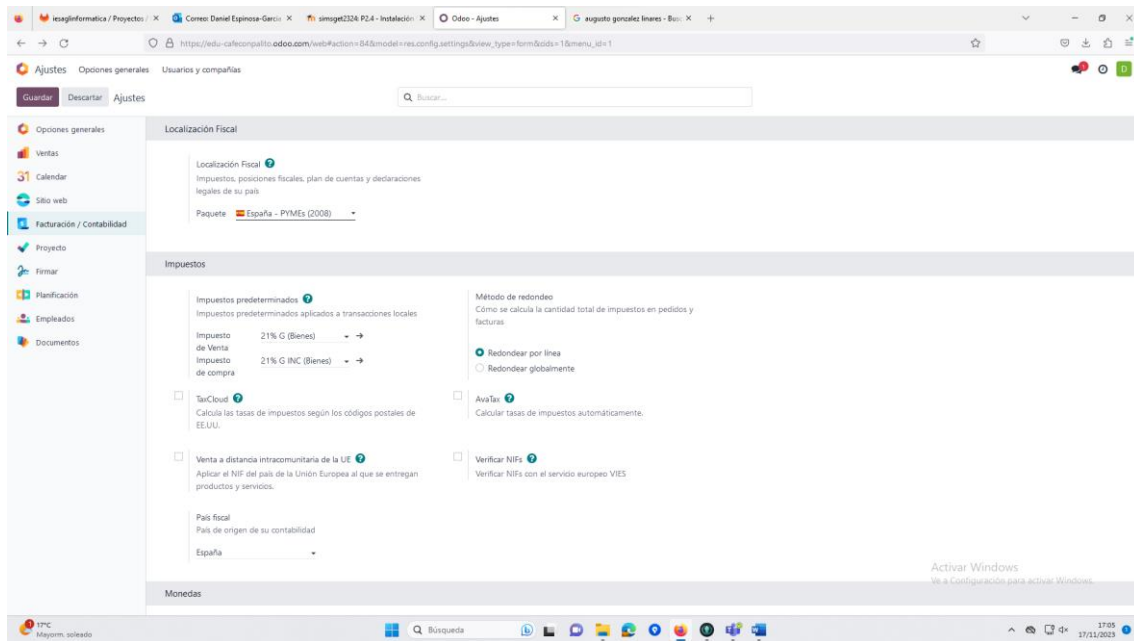 iesaglinformatica / Proyectos /
Correo: Daniel Espinosa-Garcia
simsget2324: P2.4 - Instalación
Odoo - Ajustes
augusto gonzalez linares - Bus
https://edu-cafeconpalito.odoo.com/web#action=84&model=res.config.settings&view_type=form&cids=1&menu_id=1
Ajustes Opciones generales Usuarios y compañías
1
D
Guardar Descartar Ajustes
Buscar...
Opciones generales
Ventas
31 Calendar
Sitio web
Facturación / Contabilidad
Proyecto
Firmar
Planificación
Empleados
Documentos
Localización Fiscal
Localización Fiscal ?
Impuestos, posiciones fiscales, plan de cuentas y declaraciones
legales de su país
Paquete España - PYMEs (2008)
Impuestos
Impuestos predeterminados ?
Impuestos predeterminados aplicados a transacciones locales
Impuesto
de Venta
21% G (Bienes)
Impuesto
de compra
21% G INC (Bienes)
Método de redondeo
Cómo se calcula la cantidad total de impuestos en pedidos y
facturas
Redondear por línea
Redondear globalmente
TaxCloud ?
Calcula las tasas de impuestos según los códigos postales de
EE.UU.
AvaTax ?
Calcular tasas de impuestos automáticamente.
Venta a distancia intracomunitaria de la UE ?
Aplicar el NIF del país de la Unión Europea al que se entregan
productos y servicios.
Verificar NIFs ?
Verificar NIFs con el servicio europeo VIES
País fiscal
País de origen de su contabilidad
España
Monedas
Activar Windows
Ve a Configuración para activar Windows.
1
17°C
Mayorm. soleado
Búsqueda
17:05
17/11/2023